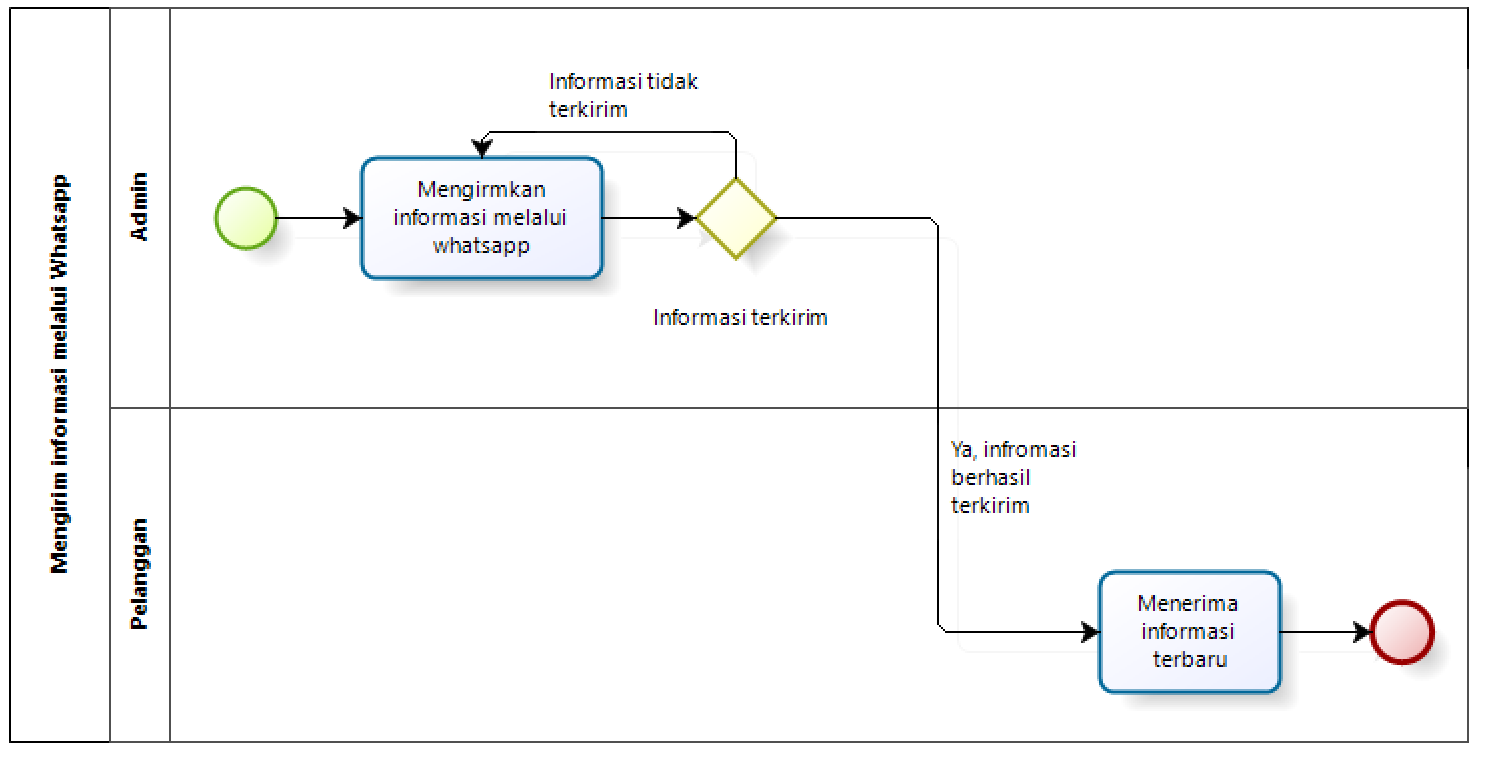 Mengirim informasi melalui Whatsapp
Admin
Informasi tidak
terkirim
Mengirmkan
informasi melalui
whatsapp
Informasi terkirim
Pelanggan
Ya, infromasi
berhasil
terkirim
Menerima
informasi
terbaru